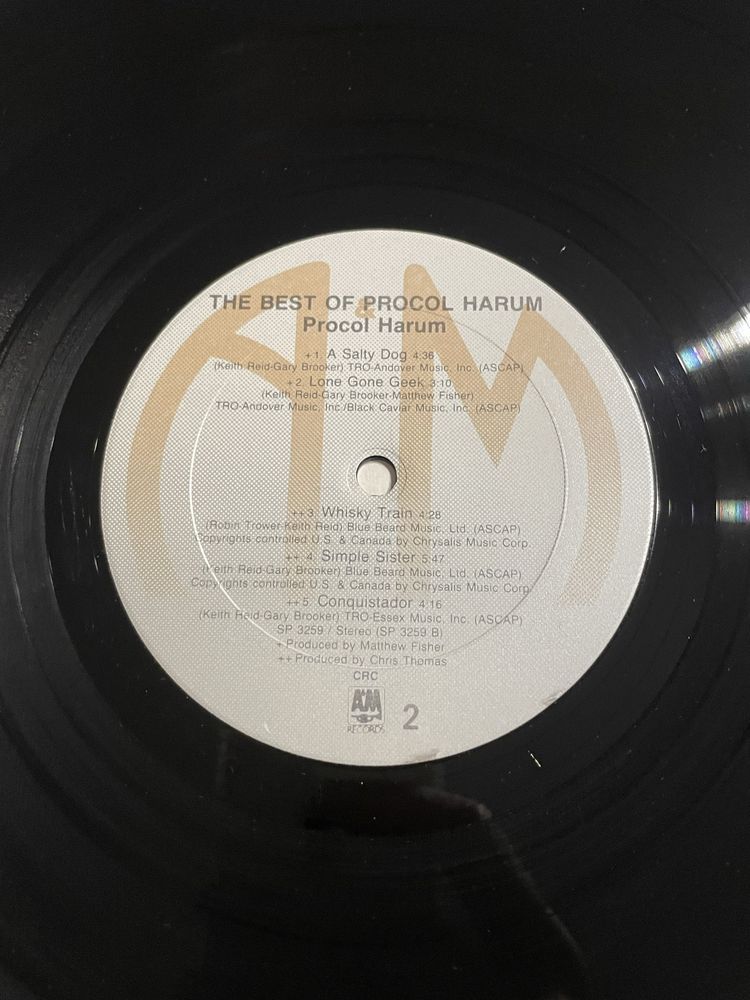 A&M
THE BEST OF PROCOL HARUM
Procol Harum
+1. A Salty Dog 4:36
(Keith Reid-Gary Brooker) TRO-Andover Music, Inc. (ASCAP)
+2. Lone Gone Geek 3:10
(Keith Reid-Gary Brooker-Matthew Fisher)
TRO-Andover Music, Inc./Black Caviar Music, Inc. (ASCAP)
++3. Whisky Train 4:28
(Robin Trower-Keith Reid) Blue Beard Music, Ltd. (ASCAP)
Copyrights controlled U.S. & Canada by Chrysalis Music Corp.
++4. Simple Sister 5:47
(Keith Reid-Gary Brooker) Blue Beard Music, Ltd. (ASCAP)
Copyrights controlled U.S. & Canada by Chrysalis Music Corp.
++5. Conquistador 4:16
(Keith Reid-Gary Brooker) TRO-Essex Music, Inc. (ASCAP)
SP 3259 / Stereo (SP 3259 B)
+Produced by Matthew Fisher
++Produced by Chris Thomas
CRC
A&M
RECORDS 2